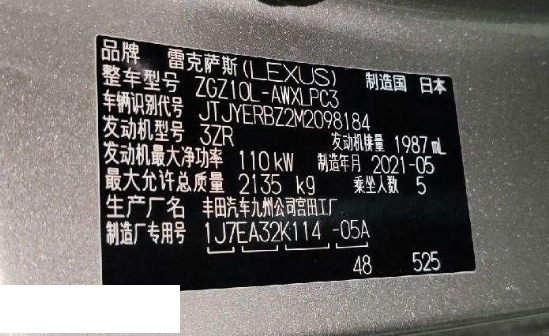 品牌 雷克萨斯(LEXUS) 制造国 日本
整车型号 ZGZ10L-AWXLPC3
车辆识别代号 JTJYERBZ2M2098184
发动机型号 3ZR 发动机排量 1987 mL
发动机最大净功率 110 kW 制造年月 2021-05
最大允许总质量 2135 kg 乘坐人数 5
生产厂名 丰田汽车九州公司宫田工厂
制造厂专用号 1J7EA32K114 -05A
48 525